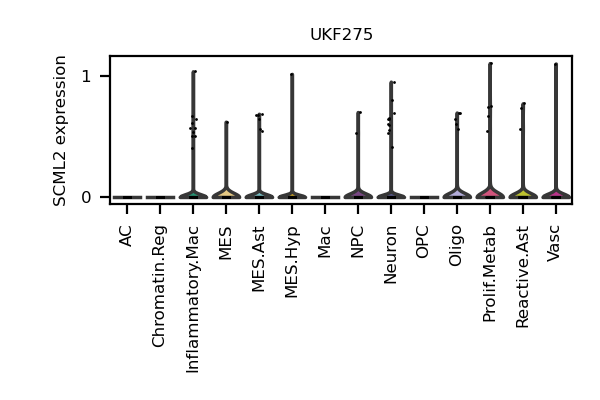 UKF275
SCML2 expression
1
0
AC
Chromatin.Reg
Inflammatory.Mac
MES
MES.Ast
MES.Hyp
Mac
NPC
Neuron
OPC
Oligo
Prolif.Metab
Reactive.Ast
Vasc